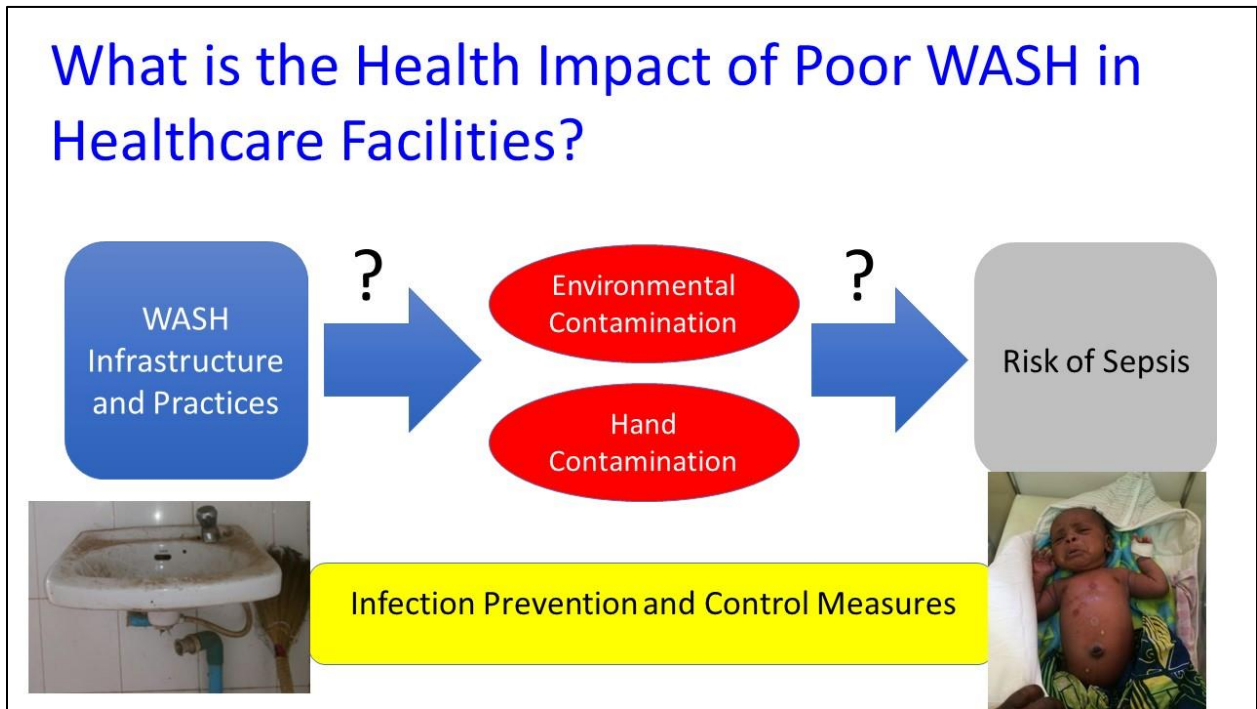 What is the Health Impact of Poor WASH in
Healthcare Facilities?
WASH
Infrastructure
and Practices
?
Environmental
Contamination
Hand
Contamination
?
Risk of Sepsis
Infection Prevention and Control Measures